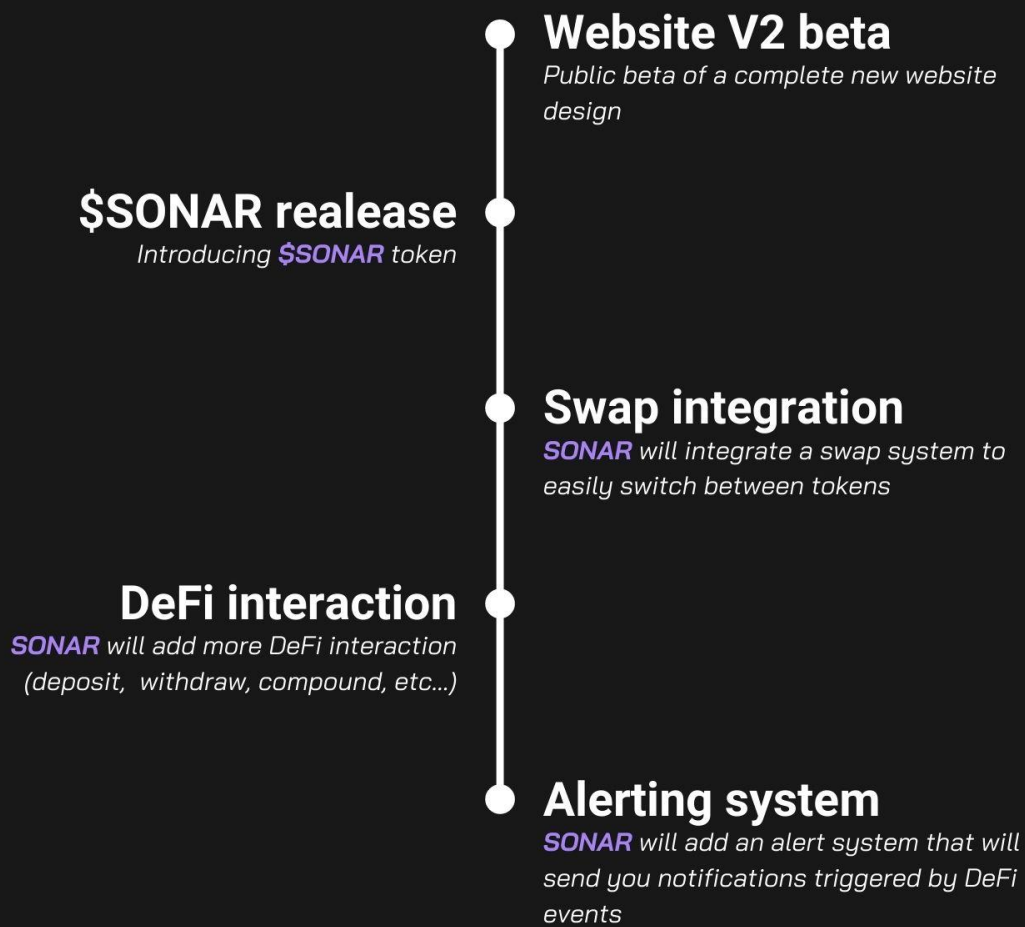 Website V2 beta
Public beta of a complete new website
design
$SONAR realease
Introducing $SONAR token
Swap integration
SONAR will integrate a swap system to
easily switch between tokens
DeFi interaction
SONAR will add more DeFi interaction
(deposit, withdraw, compound, etc...)
Alerting system
SONAR will add an alert system that will
send you notifications triggered by DeFi
events